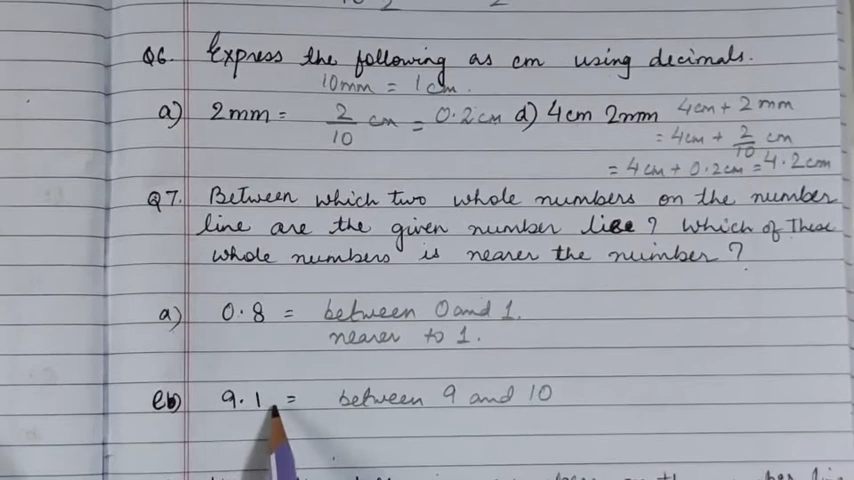 Q6. Express the following as cm using decimals.
10mm = 1cm.
a) 2mm = 2/10 cm = 0.2cm d) 4cm 2mm 4cm + 2mm
= 4cm + 2/10 cm
= 4cm + 0.2cm = 4.2cm
Q7. Between which two whole numbers on the number
line are the given number lise? Which of these
whole numbers is nearer the number?
a) 0.8 = between 0 and 1.
nearer to 1.
b) 9.1 = between 9 and 10